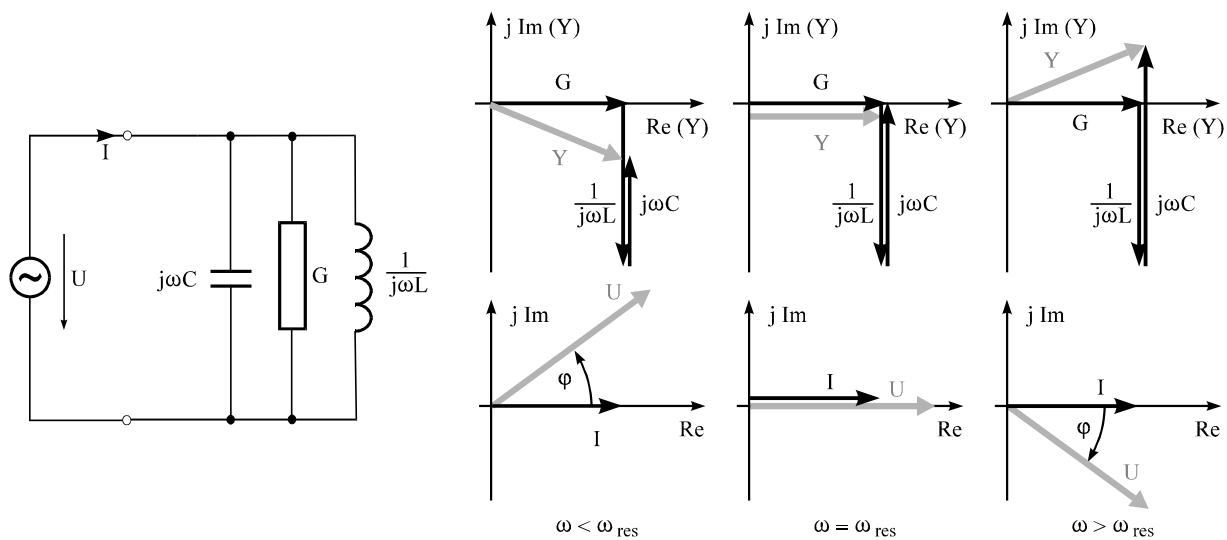 I
U
jωC
G
1
jωL
j Im (Y)
G
Re (Y)
Y
1
jωL
jωC
j Im (Y)
G
Re (Y)
Y
1
jωL
jωC
j Im (Y)
Y
G
Re (Y)
1
jωL
jωC
j Im
U
φ
I
Re
ω < ω res
j Im
I
U
Re
ω = ω res
j Im
I
φ
U
Re
ω > ω res